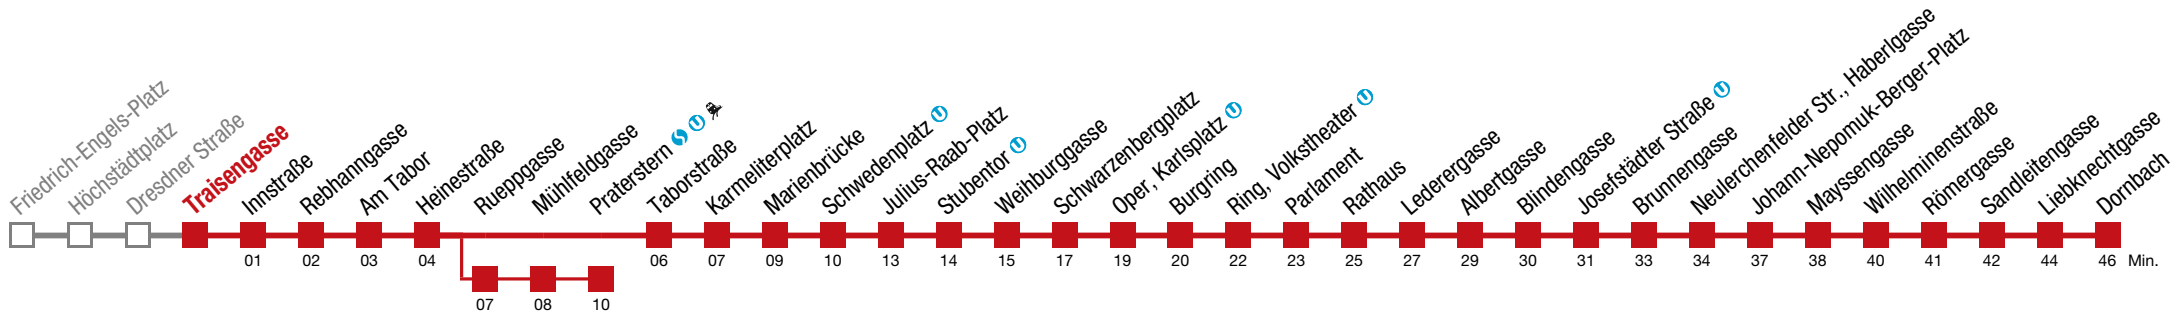 Friedrich-Engels-Platz
Höchstädtplatz
Dresdner Straße
Traisengasse
Innstraße
Rebhanngasse
Am Tabor
Heinestraße
Rueppgasse
Mühlfeldgasse
Praterstern
Taborstraße
Karmeliterplatz
Marienbrücke
Schwedenplatz U
Julius-Raab-Platz
Stubentor U
Weihburggasse
Schwarzenbergplatz
Oper, Karlsplatz U
Burgring
Ring, Volkstheater U
Parlament
Rathaus
Lederergasse
Albertgasse
Blindengasse
Josefstädter Straße U
Brunnengasse
Neulerchenfelder Str., Haberlgasse
Johann-Nepomuk-Berger-Platz
Mayssengasse
Wilhelminenstraße
Römergasse
Sandleitengasse
Liebknechtgasse
Dornbach
01 02 03 04 06 07 09 10 13 14 15 17 19 20 22 23 25 27 29 30 31 33 34 37 38 40 41 42 44 46 Min.
07 08 10